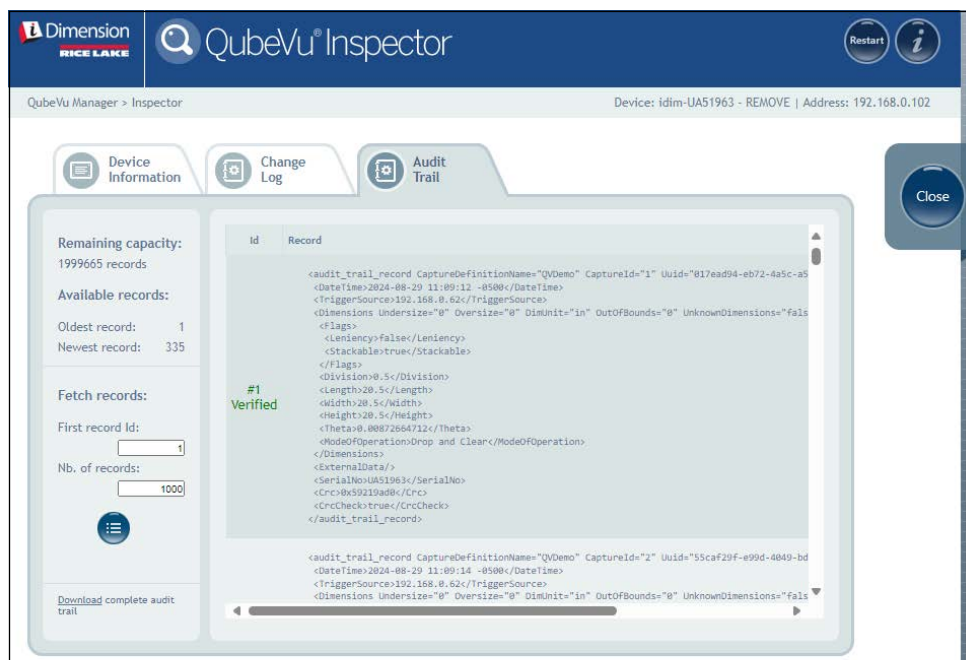 iDimension
RICE LAKE
QubeVu® Inspector
Restart
i
QubeVu Manager > Inspector
Device: idim-UA51963 - REMOVE | Address: 192.168.0.102
Device
Information
Change
Log
Audit
Trail
Close
Remaining capacity:
1999665 records
Available records:
Oldest record: 1
Newest record: 335
Fetch records:
First record Id:
1
Nb. of records:
1000
Download complete audit
trail
Id Record
#1
Verified
<audit_trail_record CaptureDefinitionName="QVDemo" CaptureId="1" Uuid="017ead94-eb72-4a5c-a5
<DateTime>2024-08-29 11:09:12 -0500</DateTime>
<TriggerSource>192.168.0.62</TriggerSource>
<Dimensions Undersize="0" Oversize="0" DimUnit="in" OutOfBounds="0" UnknownDimensions="fals
<Flags>
<Leniency>false</Leniency>
<Stackable>true</Stackable>
</Flags>
<Division>0.5</Division>
<Length>20.5</Length>
<Width>20.5</Width>
<Height>20.5</Height>
<Theta>0.00872664712</Theta>
<ModeOfOperation>Drop and Clear</ModeOfOperation>
</Dimensions>
<ExternalData/>
<SerialNo>UA51963</SerialNo>
<Crc>0x59219ad0</Crc>
<CrcCheck>true</CrcCheck>
</audit_trail_record>
<audit_trail_record CaptureDefinitionName="QVDemo" CaptureId="2" Uuid="55caf29f-e99d-4049-bd
<DateTime>2024-08-29 11:09:14 -0500</DateTime>
<TriggerSource>192.168.0.62</TriggerSource>
<Dimensions Undersize="0" Oversize="0" DimUnit="in" OutOfBounds="0" UnknownDimensions="fals